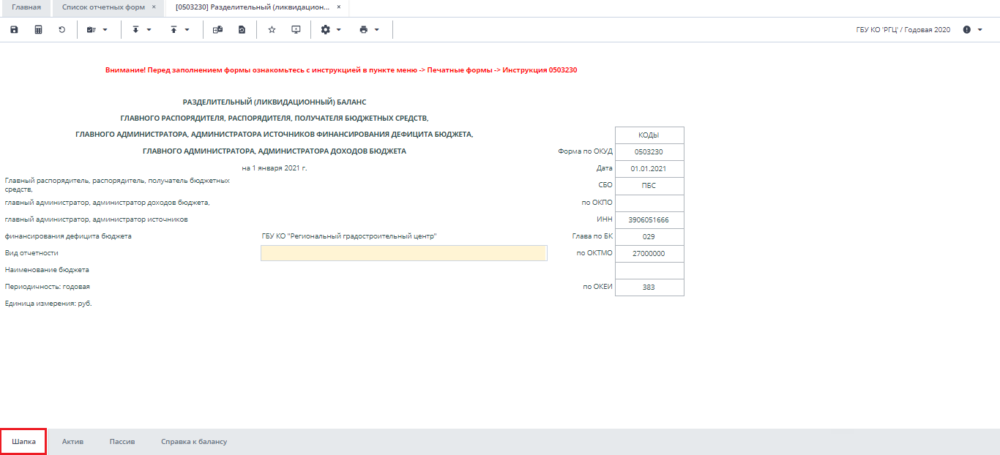 Главная Список отчетных форм × [0503230] Разделительный (ликвидацион... ×
ГБУ КО 'РГЦ' / Годовая 2020
Внимание! Перед заполнением формы ознакомьтесь с инструкцией в пункте меню -> Печатные формы -> Инструкция 0503230
РАЗДЕЛИТЕЛЬНЫЙ (ЛИКВИДАЦИОННЫЙ) БАЛАНС
ГЛАВНОГО РАСПОРЯДИТЕЛЯ, РАСПОРЯДИТЕЛЯ, ПОЛУЧАТЕЛЯ БЮДЖЕТНЫХ СРЕДСТВ,
ГЛАВНОГО АДМИНИСТРАТОРА, АДМИНИСТРАТОРА ИСТОЧНИКОВ ФИНАНСИРОВАНИЯ ДЕФИЦИТА БЮДЖЕТА,
КОДЫ
ГЛАВНОГО АДМИНИСТРАТОРА, АДМИНИСТРАТОРА ДОХОДОВ БЮДЖЕТА
Форма по ОКУД 0503230
на 1 января 2021 г.
Дата 01.01.2021
Главный распорядитель, распорядитель, получатель бюджетных
средств,
СБО ПБС
главный администратор, администратор доходов бюджета,
по ОКПО
главный администратор, администратор источников
ИНН 3906051666
финансирования дефицита бюджета ГБУ КО "Региональный градостроительный центр"
Глава по БК 029
Вид отчетности
по ОКТМО 27000000
Наименование бюджета
Периодичность: годовая
по ОКЕИ 383
Единица измерения: руб.
Шапка Актив Пассив Справка к балансу